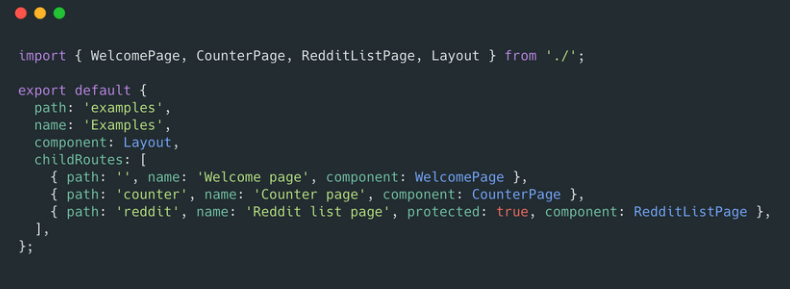 import { WelcomePage, CounterPage, RedditListPage, Layout } from './';

export default {
  path: 'examples',
  name: 'Examples',
  component: Layout,
  childRoutes: [
    { path: '', name: 'Welcome page', component: WelcomePage },
    { path: 'counter', name: 'Counter page', component: CounterPage },
    { path: 'reddit', name: 'Reddit list page', protected: true, component: RedditListPage },
  ],
};